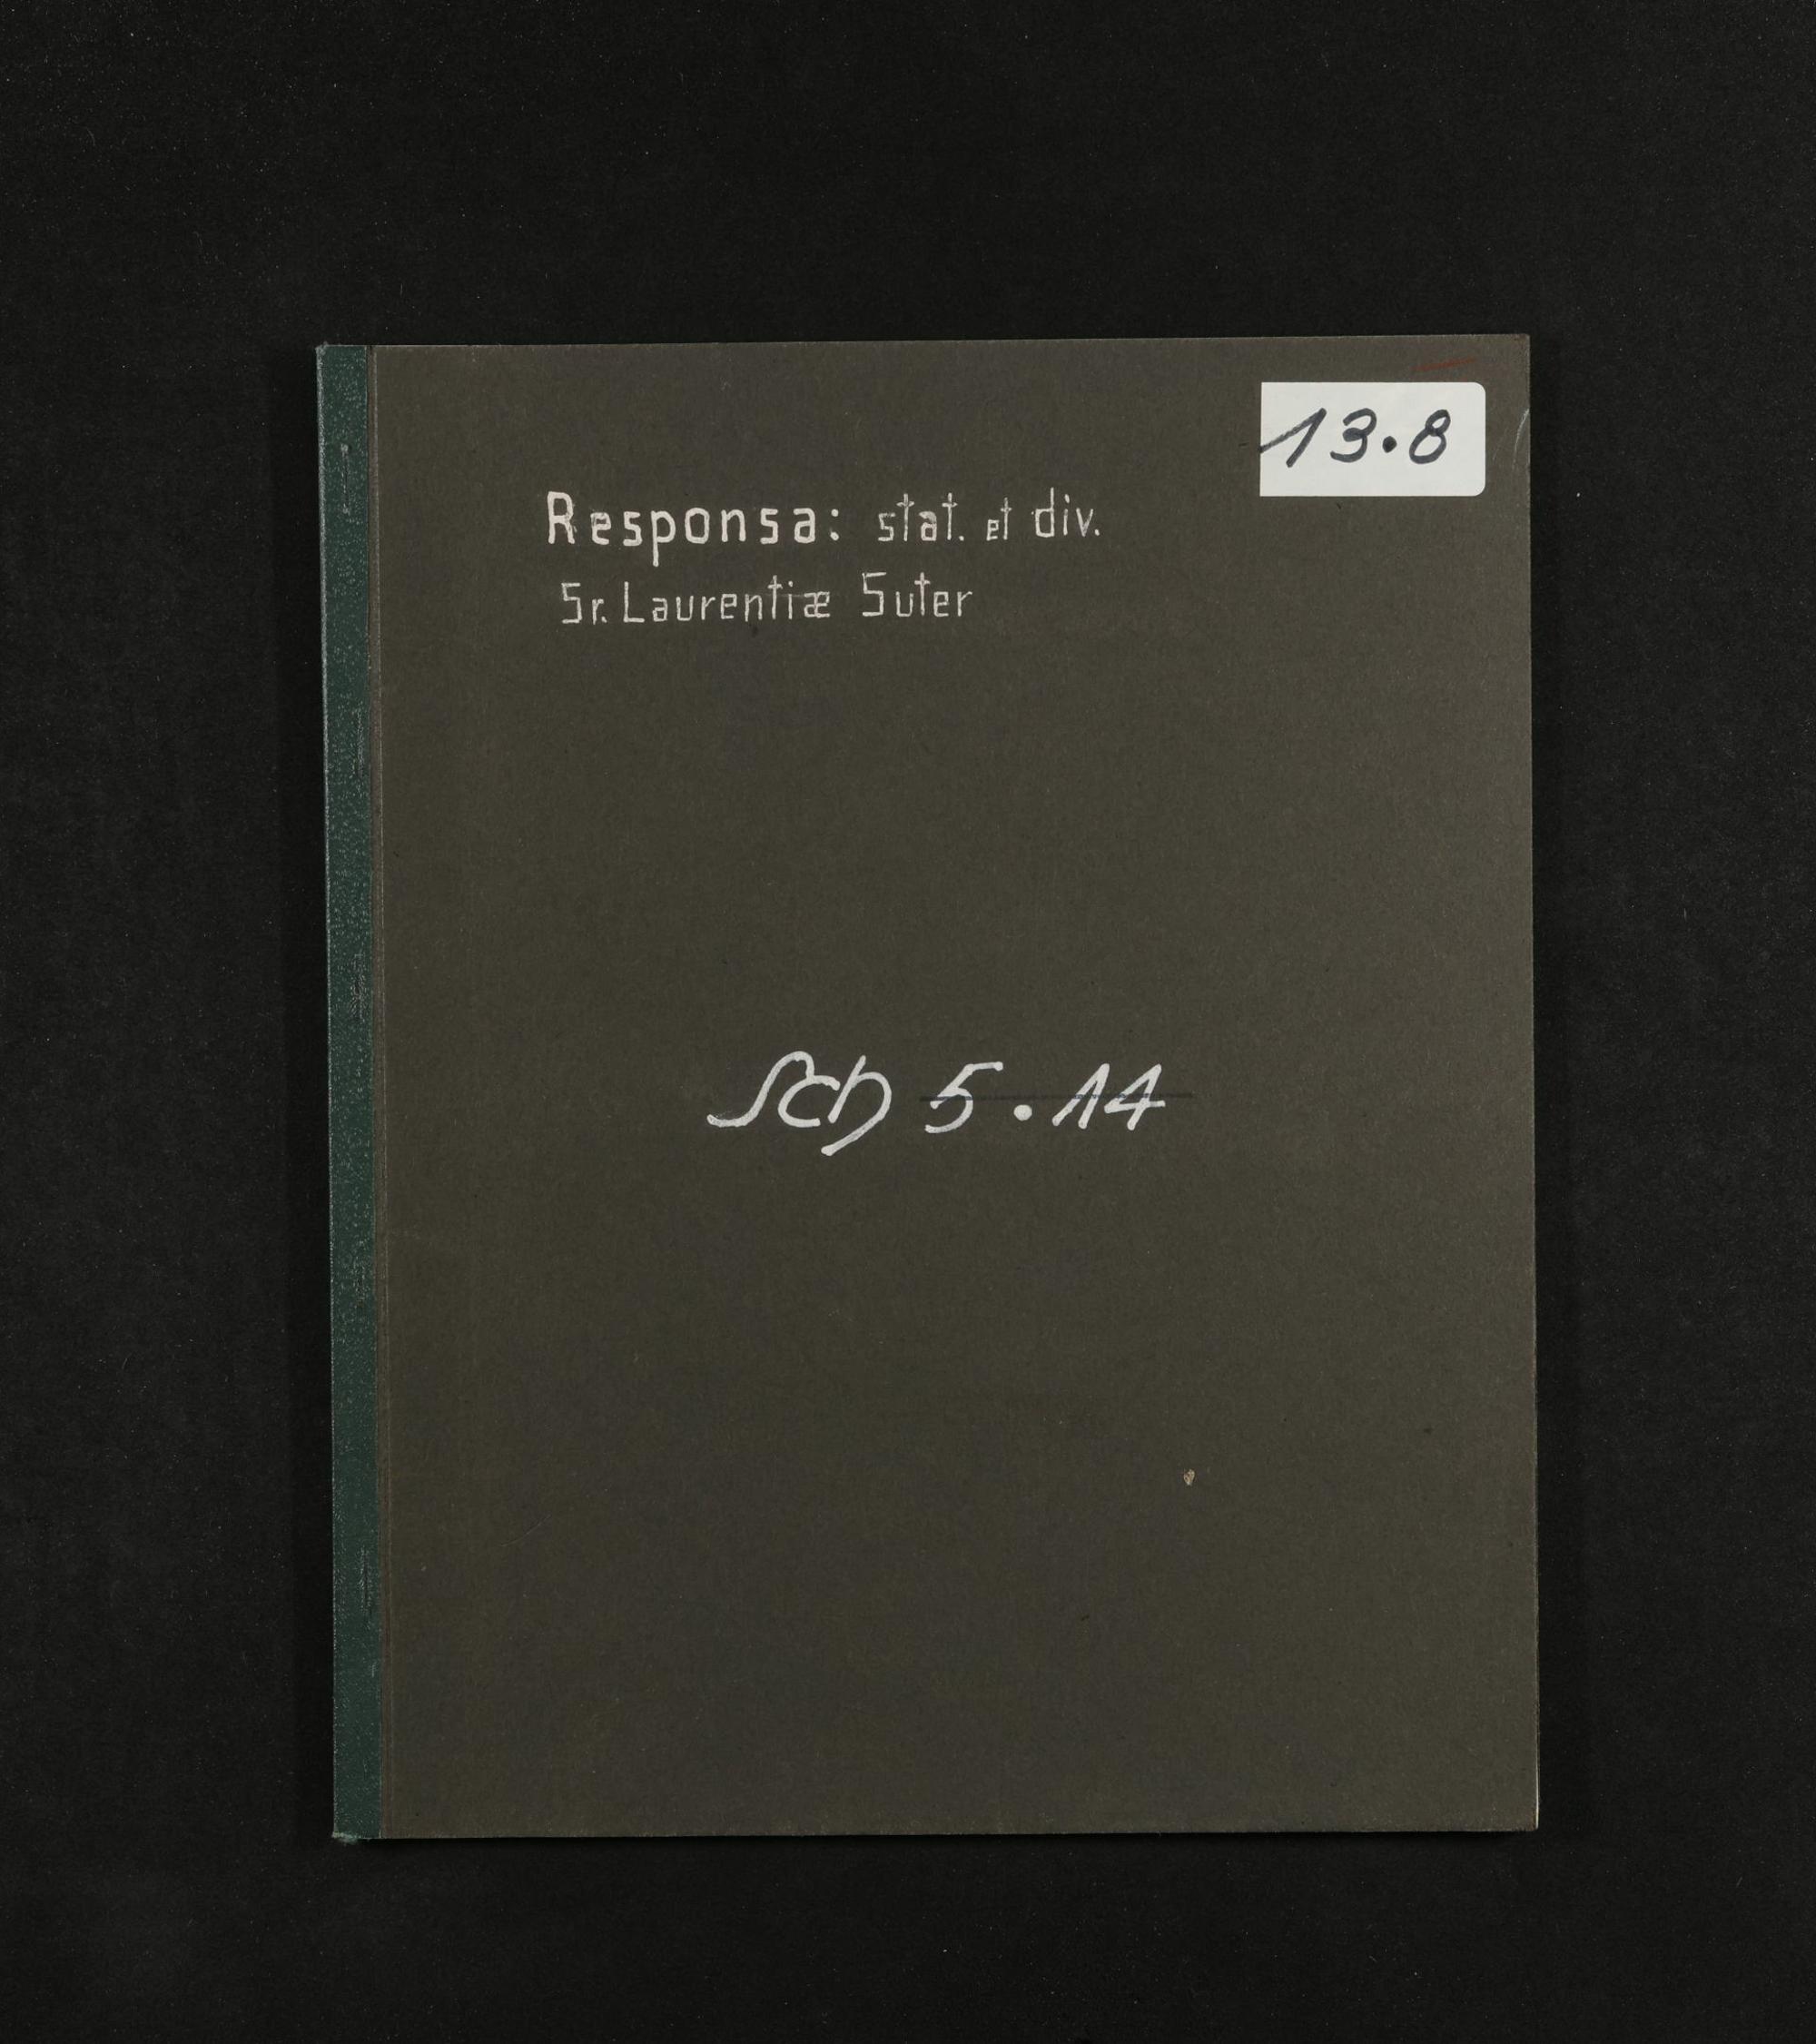 13.8
Responsa: stat. et div.
Sr. Laurentiæ Suter
Sch 5.14